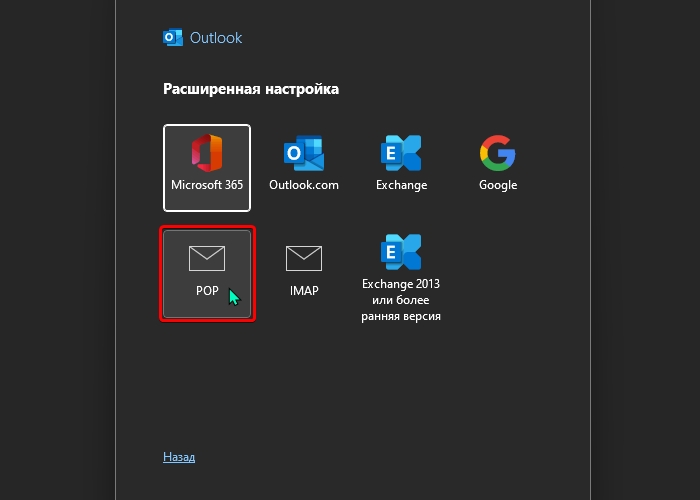 Outlook
Расширенная настройка
Microsoft 365
Outlook.com
Exchange
Google
POP
IMAP
Exchange 2013
или более
ранняя версия
Назад